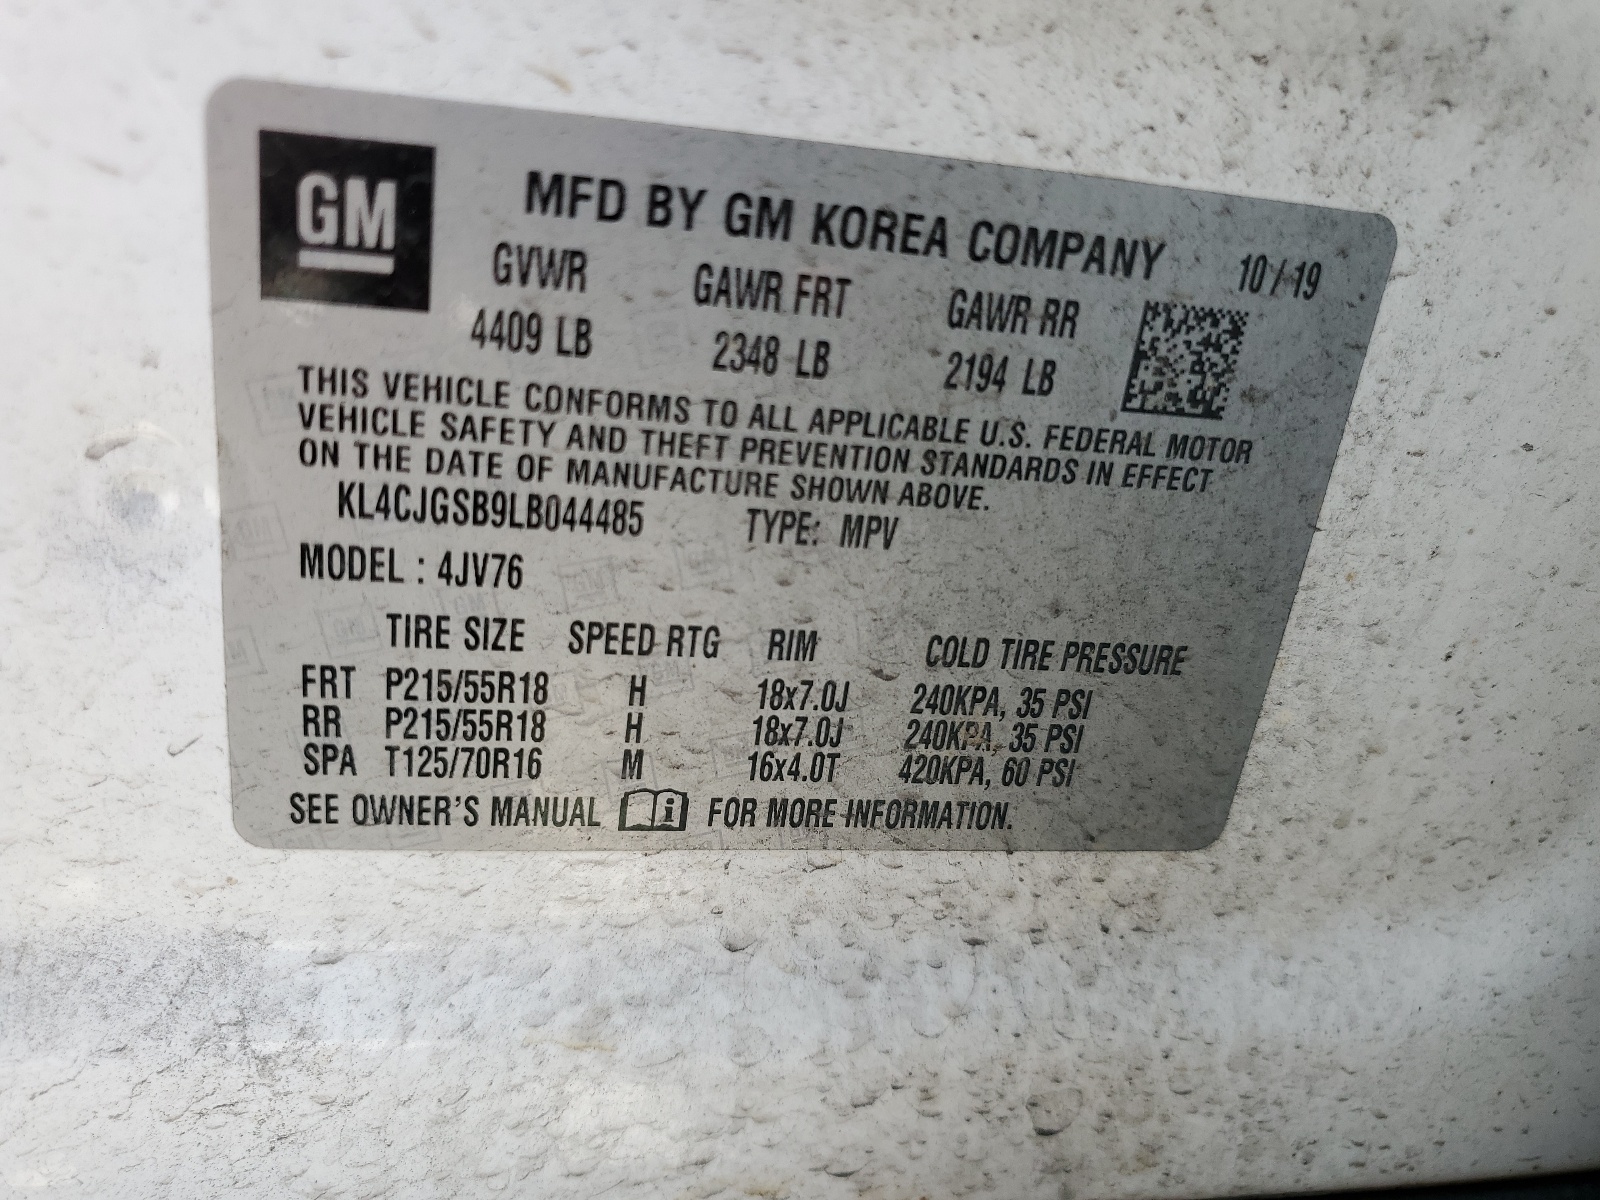 GM
MFD BY GM KOREA COMPANY 10/19
GVWR GAWR FRT GAWR RR
4409 LB 2348 LB 2194 LB
THIS VEHICLE CONFORMS TO ALL APPLICABLE U.S. FEDERAL MOTOR
VEHICLE SAFETY AND THEFT PREVENTION STANDARDS IN EFFECT
ON THE DATE OF MANUFACTURE SHOWN ABOVE.
KL4CJGSB9LB044485 TYPE: MPV
MODEL : 4JV76
TIRE SIZE SPEED RTG RIM COLD TIRE PRESSURE
FRT P215/55R18 H 18x7.0J 240KPA, 35 PSI
RR P215/55R18 H 18x7.0J 240KPA, 35 PSI
SPA T125/70R16 M 16x4.0T 420KPA, 60 PSI
SEE OWNER'S MANUAL i FOR MORE INFORMATION.